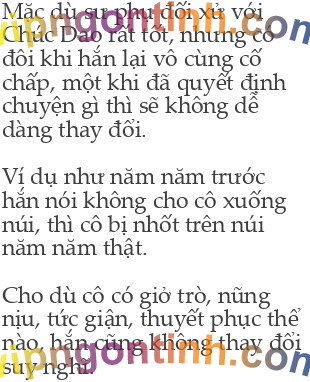 Mặc dù sư phụ đối xử với
Chúc Dao rất tốt, nhưng có
đôi khi hắn lại vô cùng cố
chấp, một khi đã quyết định
chuyện gì thì sẽ không dễ
dàng thay đổi.
Ví dụ như năm năm trước
hắn nói không cho cô xuống
núi, thì cô bị nhốt trên núi
năm năm thật.
Cho dù cô có giở trò, nũng
nịu, tức giận, thuyết phục thế
nào, hắn cũng không thay đổi
suy nghĩ.
vipngontinh.com
vipngontinh.com